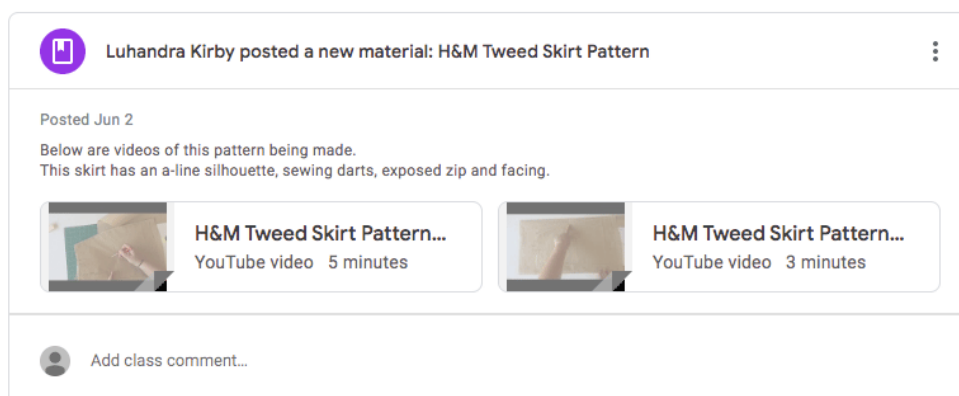 Luhandra Kirby posted a new material: H&M Tweed Skirt Pattern
Posted Jun 2
Below are videos of this pattern being made.
This skirt has an a-line silhouette, sewing darts, exposed zip and facing.
H&M Tweed Skirt Pattern...
YouTube video 5 minutes
H&M Tweed Skirt Pattern...
YouTube video 3 minutes
Add class comment...